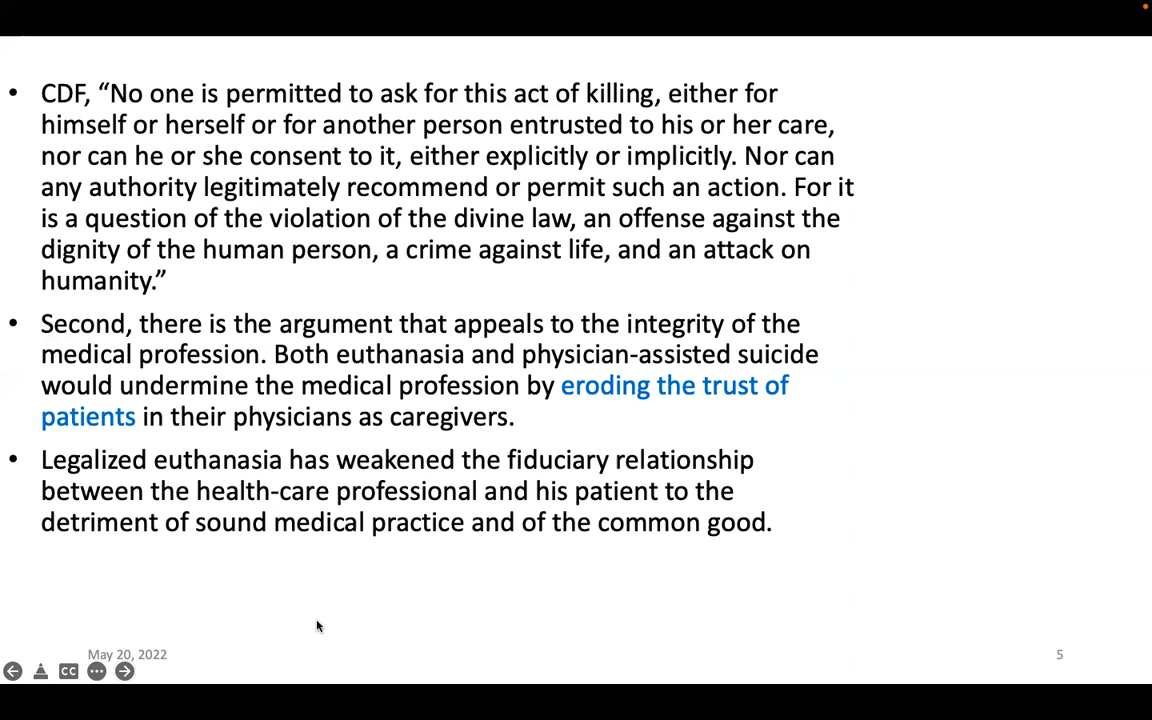 • CDF, “No one is permitted to ask for this act of killing, either for
himself or herself or for another person entrusted to his or her care,
nor can he or she consent to it, either explicitly or implicitly. Nor can
any authority legitimately recommend or permit such an action. For it
is a question of the violation of the divine law, an offense against the
dignity of the human person, a crime against life, and an attack on
humanity.”
• Second, there is the argument that appeals to the integrity of the
medical profession. Both euthanasia and physician-assisted suicide
would undermine the medical profession by eroding the trust of
patients in their physicians as caregivers.
• Legalized euthanasia has weakened the fiduciary relationship
between the health-care professional and his patient to the
detriment of sound medical practice and of the common good.
May 20, 2022
5
CC